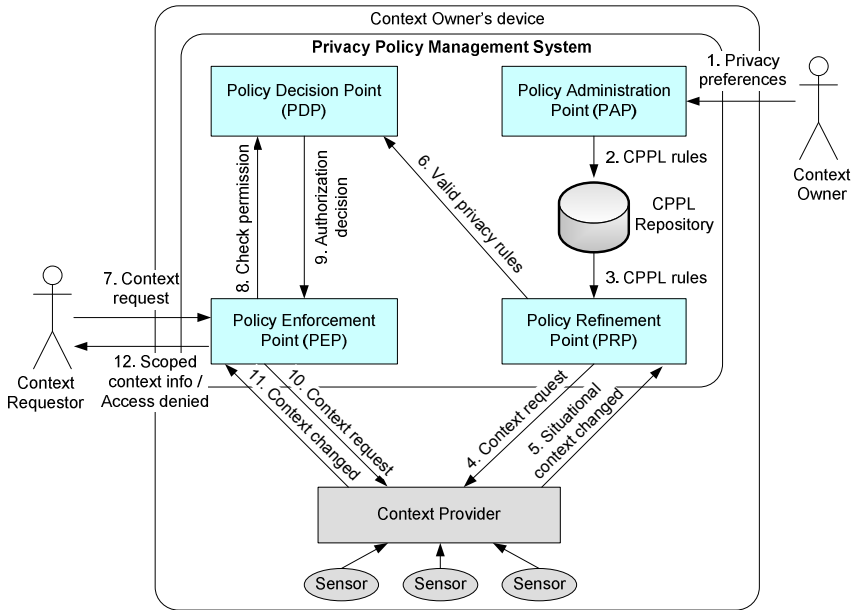 Context Owner's device
Privacy Policy Management System
Policy Decision Point
(PDP)
Policy Administration
Point (PAP)
1. Privacy
preferences
Context
Owner
2. CPPL rules
CPPL
Repository
3. CPPL rules
6. Valid privacy rules
8. Check permission
9. Authorization
decision
7. Context
request
Policy Enforcement
Point (PEP)
Policy Refinement
Point (PRP)
Context
Requestor
12. Scoped
context info /
Access denied
11. Context changed
10. Context request
4. Context request
5. Situational
context changed
Context Provider
Sensor
Sensor
Sensor